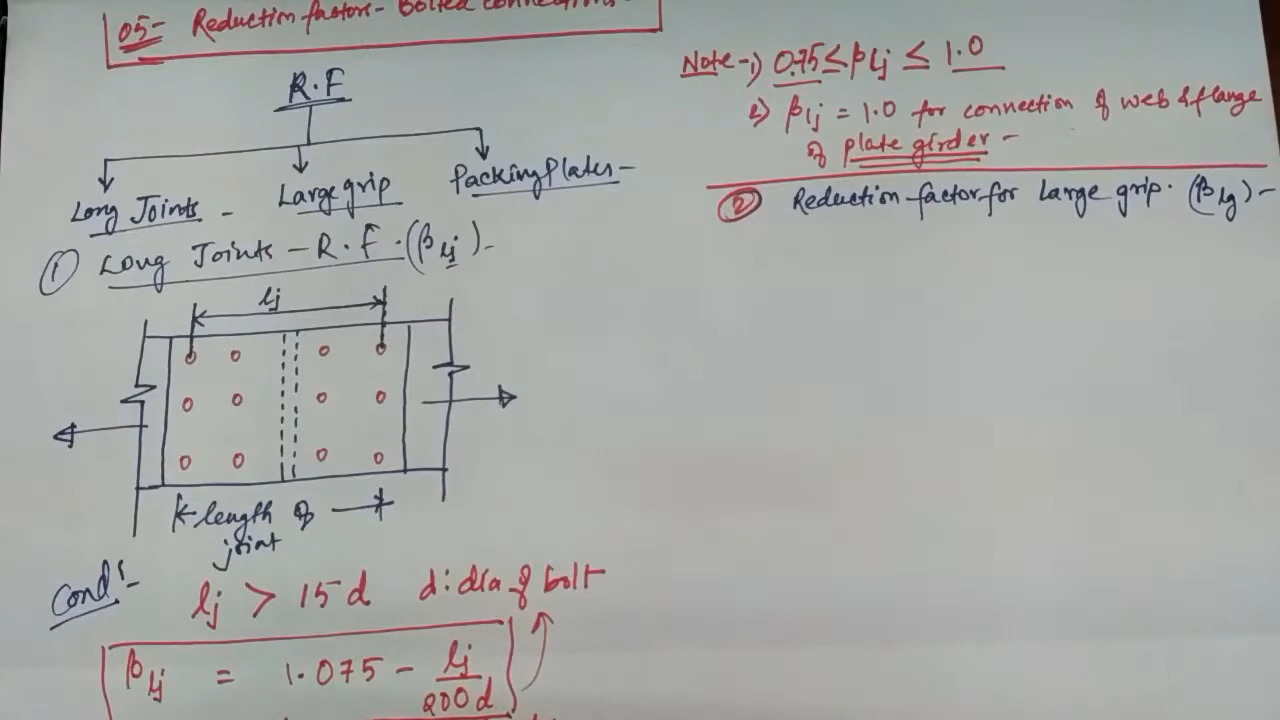 05- Reduction factors - Bolted connections -
R.F
Long Joints -
Large grip
Packing Plates -
① Long Joints - R.F. (βlj) -
lj
length of
joint
Cond:-
lj > 15d d: dia of bolt
βlj = 1.075 - lj/200d
Note - 1) 0.75 ≤ βlj ≤ 1.0
2) βlj = 1.0 for connection of web & flange
of plate girder -
② Reduction factor for Large grip. (βlg) -